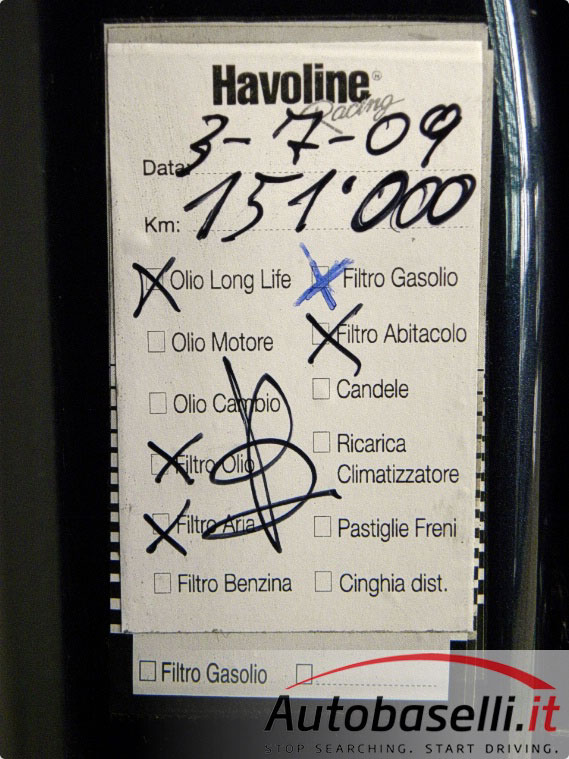 Havoline®
Racing
Data: 3-7-09
Km: 151'000
Olio Long Life
Filtro Gasolio
Olio Motore
Filtro Abitacolo
Olio Cambio
Candele
Filtro Olio
Ricarica
Climatizzatore
Filtro Aria
Pastiglie Freni
Filtro Benzina
Cinghia dist.
Filtro Gasolio
Autobaselli.it
STOP SEARCHING. START DRIVING.